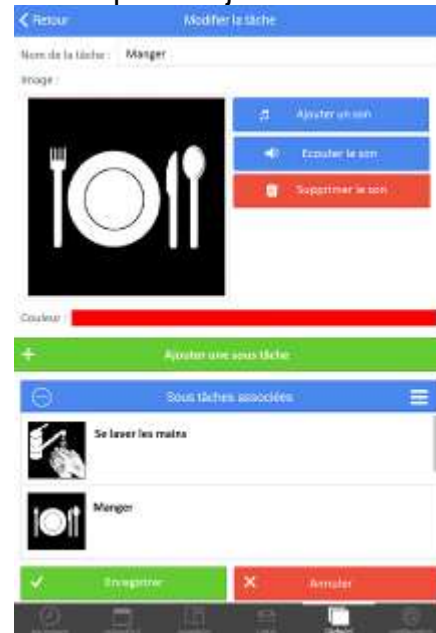 Retour
Modifier la tâche
Nom de la tâche : Manger
Image :
Ajouter un son
Ecouter le son
Supprimer le son
Couleur :
Ajouter une sous tâche
Sous tâches associées
Se laver les mains
Manger
Enregistrer
Annuler